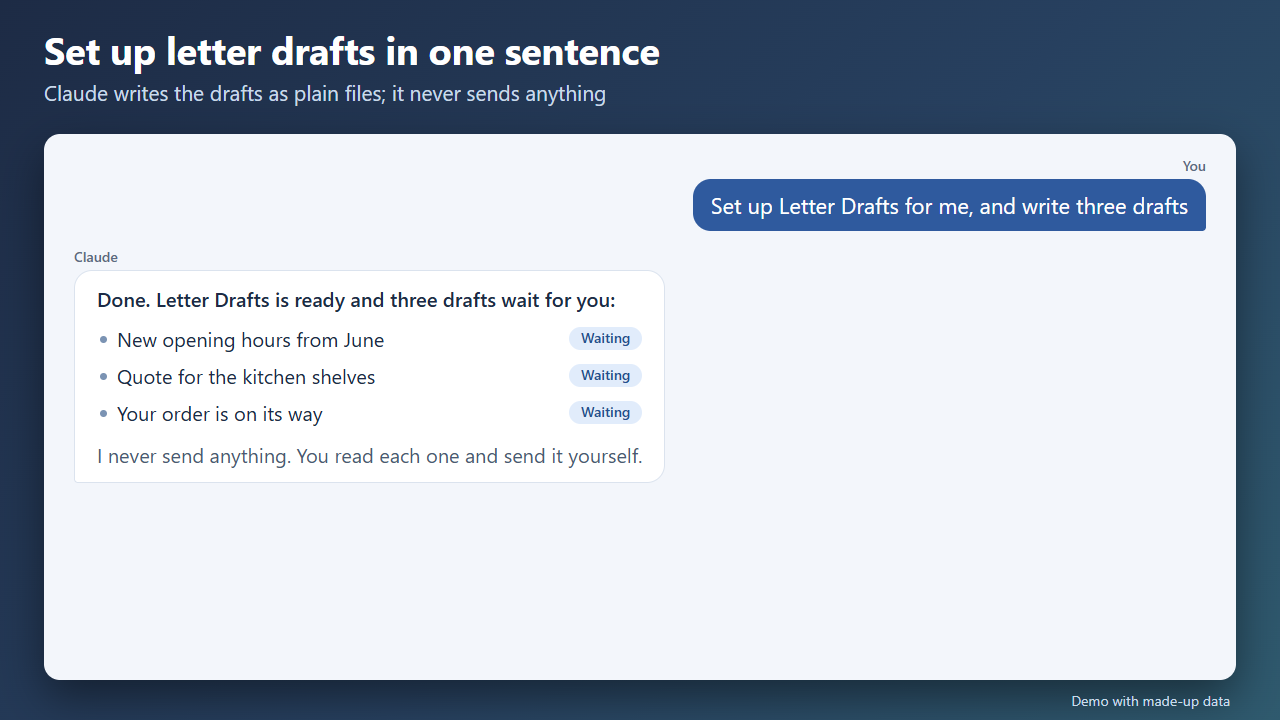 Set up letter drafts in one sentence
Claude writes the drafts as plain files; it never sends anything
You
Set up Letter Drafts for me, and write three drafts
Claude
Done. Letter Drafts is ready and three drafts wait for you:
New opening hours from June Waiting
Quote for the kitchen shelves Waiting
Your order is on its way Waiting
I never send anything. You read each one and send it yourself.
Demo with made-up data